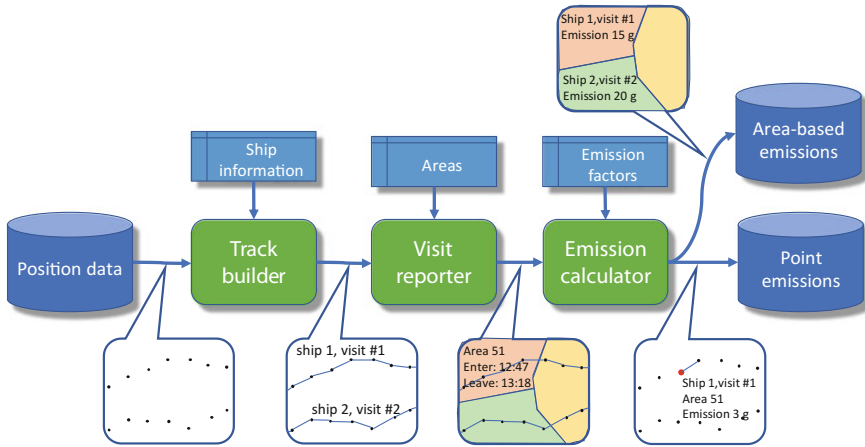 Ship 1,visit #1
Emission 15 g
Ship 2,visit #2
Emission 20 g
Ship
information
Areas
Emission
factors
Area-based
emissions
Position data
Track
builder
Visit
reporter
Emission
calculator
Point
emissions
ship 1, visit #1
ship 2, visit #2
Area 51
Enter: 12:47
Leave: 13:18
Ship 1,visit #1
Area 51
Emission 3 g